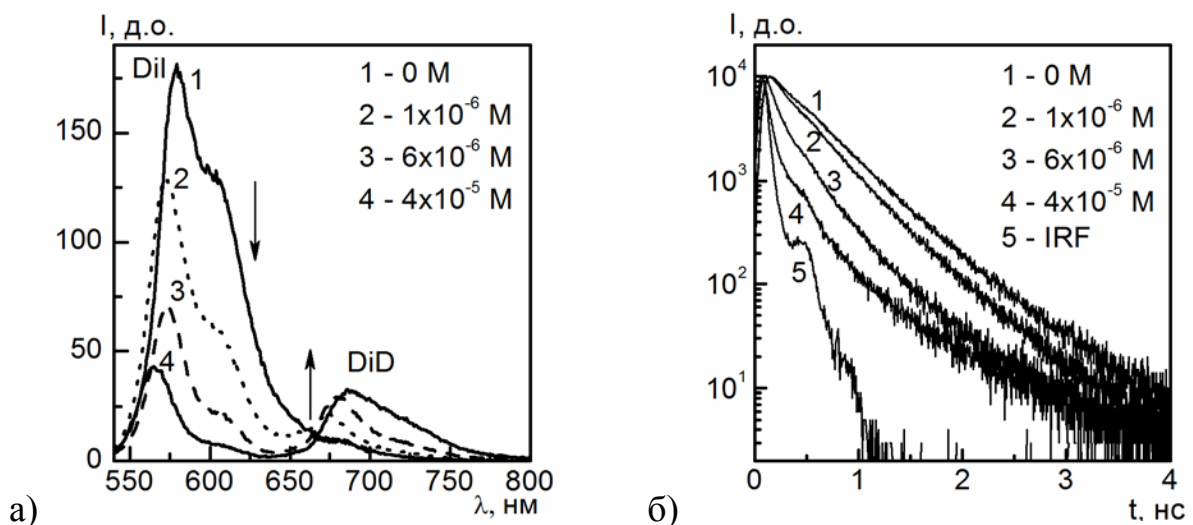 I, д.о.
DiI
1
1 - 0 М
2 - 1x10⁻⁶ М
3 - 6x10⁻⁶ М
4 - 4x10⁻⁵ М
150
2
100
3
DiD
50
4
0
550 600 650 700 750 800
λ, нм
а)
I, д.о.
10⁴
1
1 - 0 М
2 - 1x10⁻⁶ М
2
3 - 6x10⁻⁶ М
3
4 - 4x10⁻⁵ М
10³
4
5 - IRF
5
10²
10¹
0 1 2 3 4
t, нс
б)